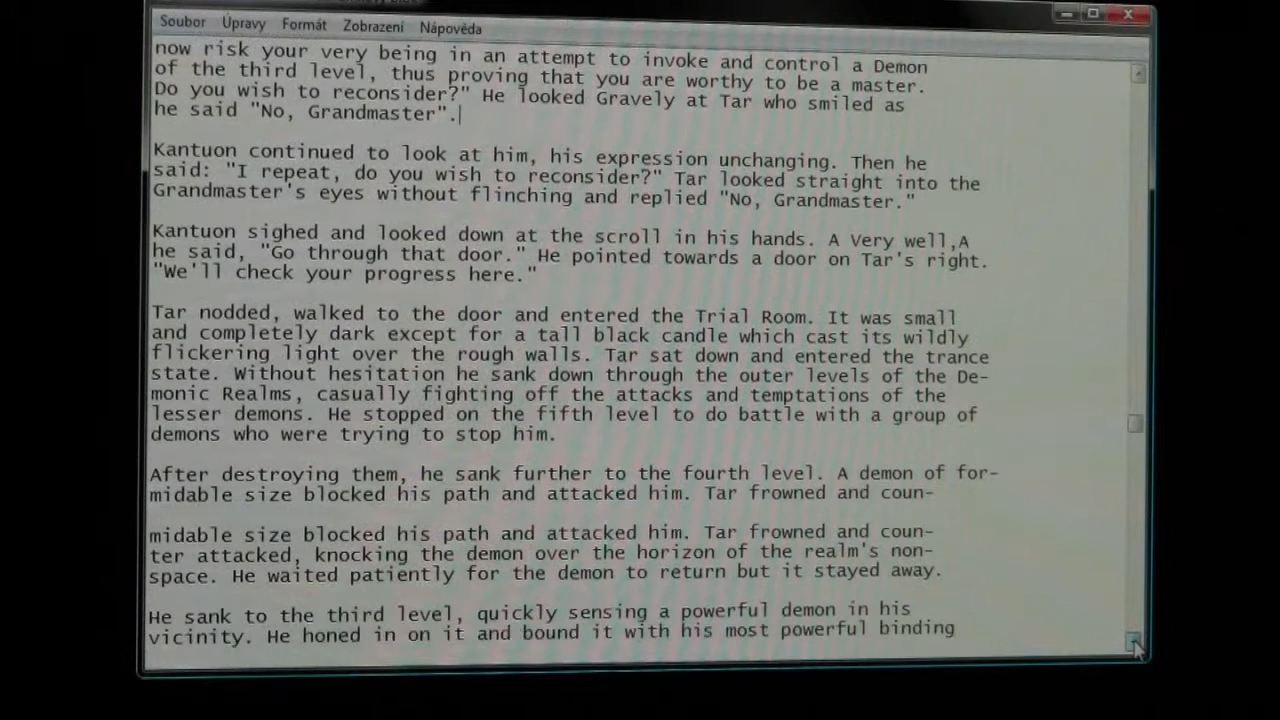 Soubor Úpravy Formát Zobrazení Nápověda
now risk your very being in an attempt to invoke and control a Demon
of the third level, thus proving that you are worthy to be a master.
Do you wish to reconsider?" He looked Gravely at Tar who smiled as
he said "No, Grandmaster".
Kantuon continued to look at him, his expression unchanging. Then he
said: "I repeat, do you wish to reconsider?" Tar looked straight into the
Grandmaster's eyes without flinching and replied "No, Grandmaster."
Kantuon sighed and looked down at the scroll in his hands. A Very well,A
he said, "Go through that door." He pointed towards a door on Tar's right.
"We'll check your progress here."
Tar nodded, walked to the door and entered the Trial Room. It was small
and completely dark except for a tall black candle which cast its wildly
flickering light over the rough walls. Tar sat down and entered the trance
state. Without hesitation he sank down through the outer levels of the De-
monic Realms, casually fighting off the attacks and temptations of the
lesser demons. He stopped on the fifth level to do battle with a group of
demons who were trying to stop him.
After destroying them, he sank further to the fourth level. A demon of for-
midable size blocked his path and attacked him. Tar frowned and coun-
midable size blocked his path and attacked him. Tar frowned and coun-
ter attacked, knocking the demon over the horizon of the realm's non-
space. He waited patiently for the demon to return but it stayed away.
He sank to the third level, quickly sensing a powerful demon in his
vicinity. He honed in on it and bound it with his most powerful binding